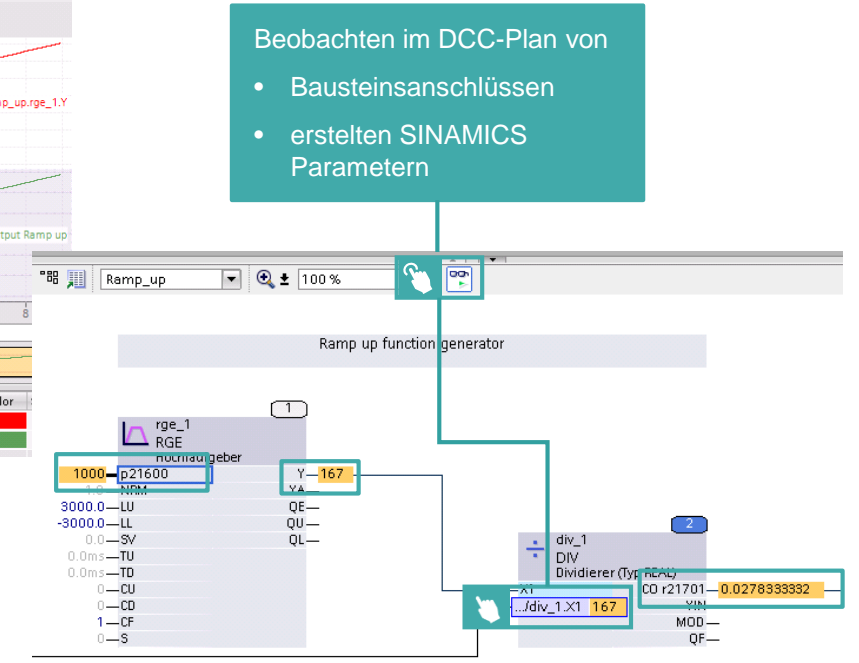 Beobachten im DCC-Plan von
• Bausteinsanschlüssen
• erstelten SINAMICS
Parametern
p_up.rge_1.Y
tput Ramp up
8
lor
Ramp_up
100 %
Ramp up function generator
1
rge_1
RGE
Hochlaufgeber
1000 p21600 Y 167
1.0 NRM YA
3000.0 LU QE
-3000.0 LL QU
0.0 SV QL
0.0ms TU
0.0ms TD
0 CU
0 CD
1 CF
0 S
2
div_1
DIV
Dividierer (Typ REAL)
X1 CO r21701 0.0278333332
.../div_1.X1 167 YIN
MOD
QF